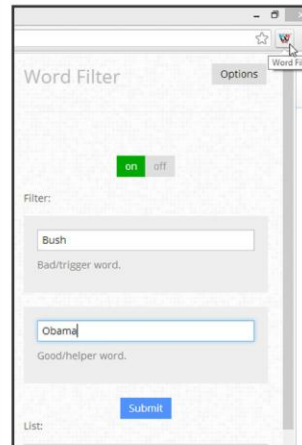 Word Filter
Options
Word Fi
on off
Filter:
Bush
Bad/trigger word.
Obama
Good/helper word.
Submit
List: